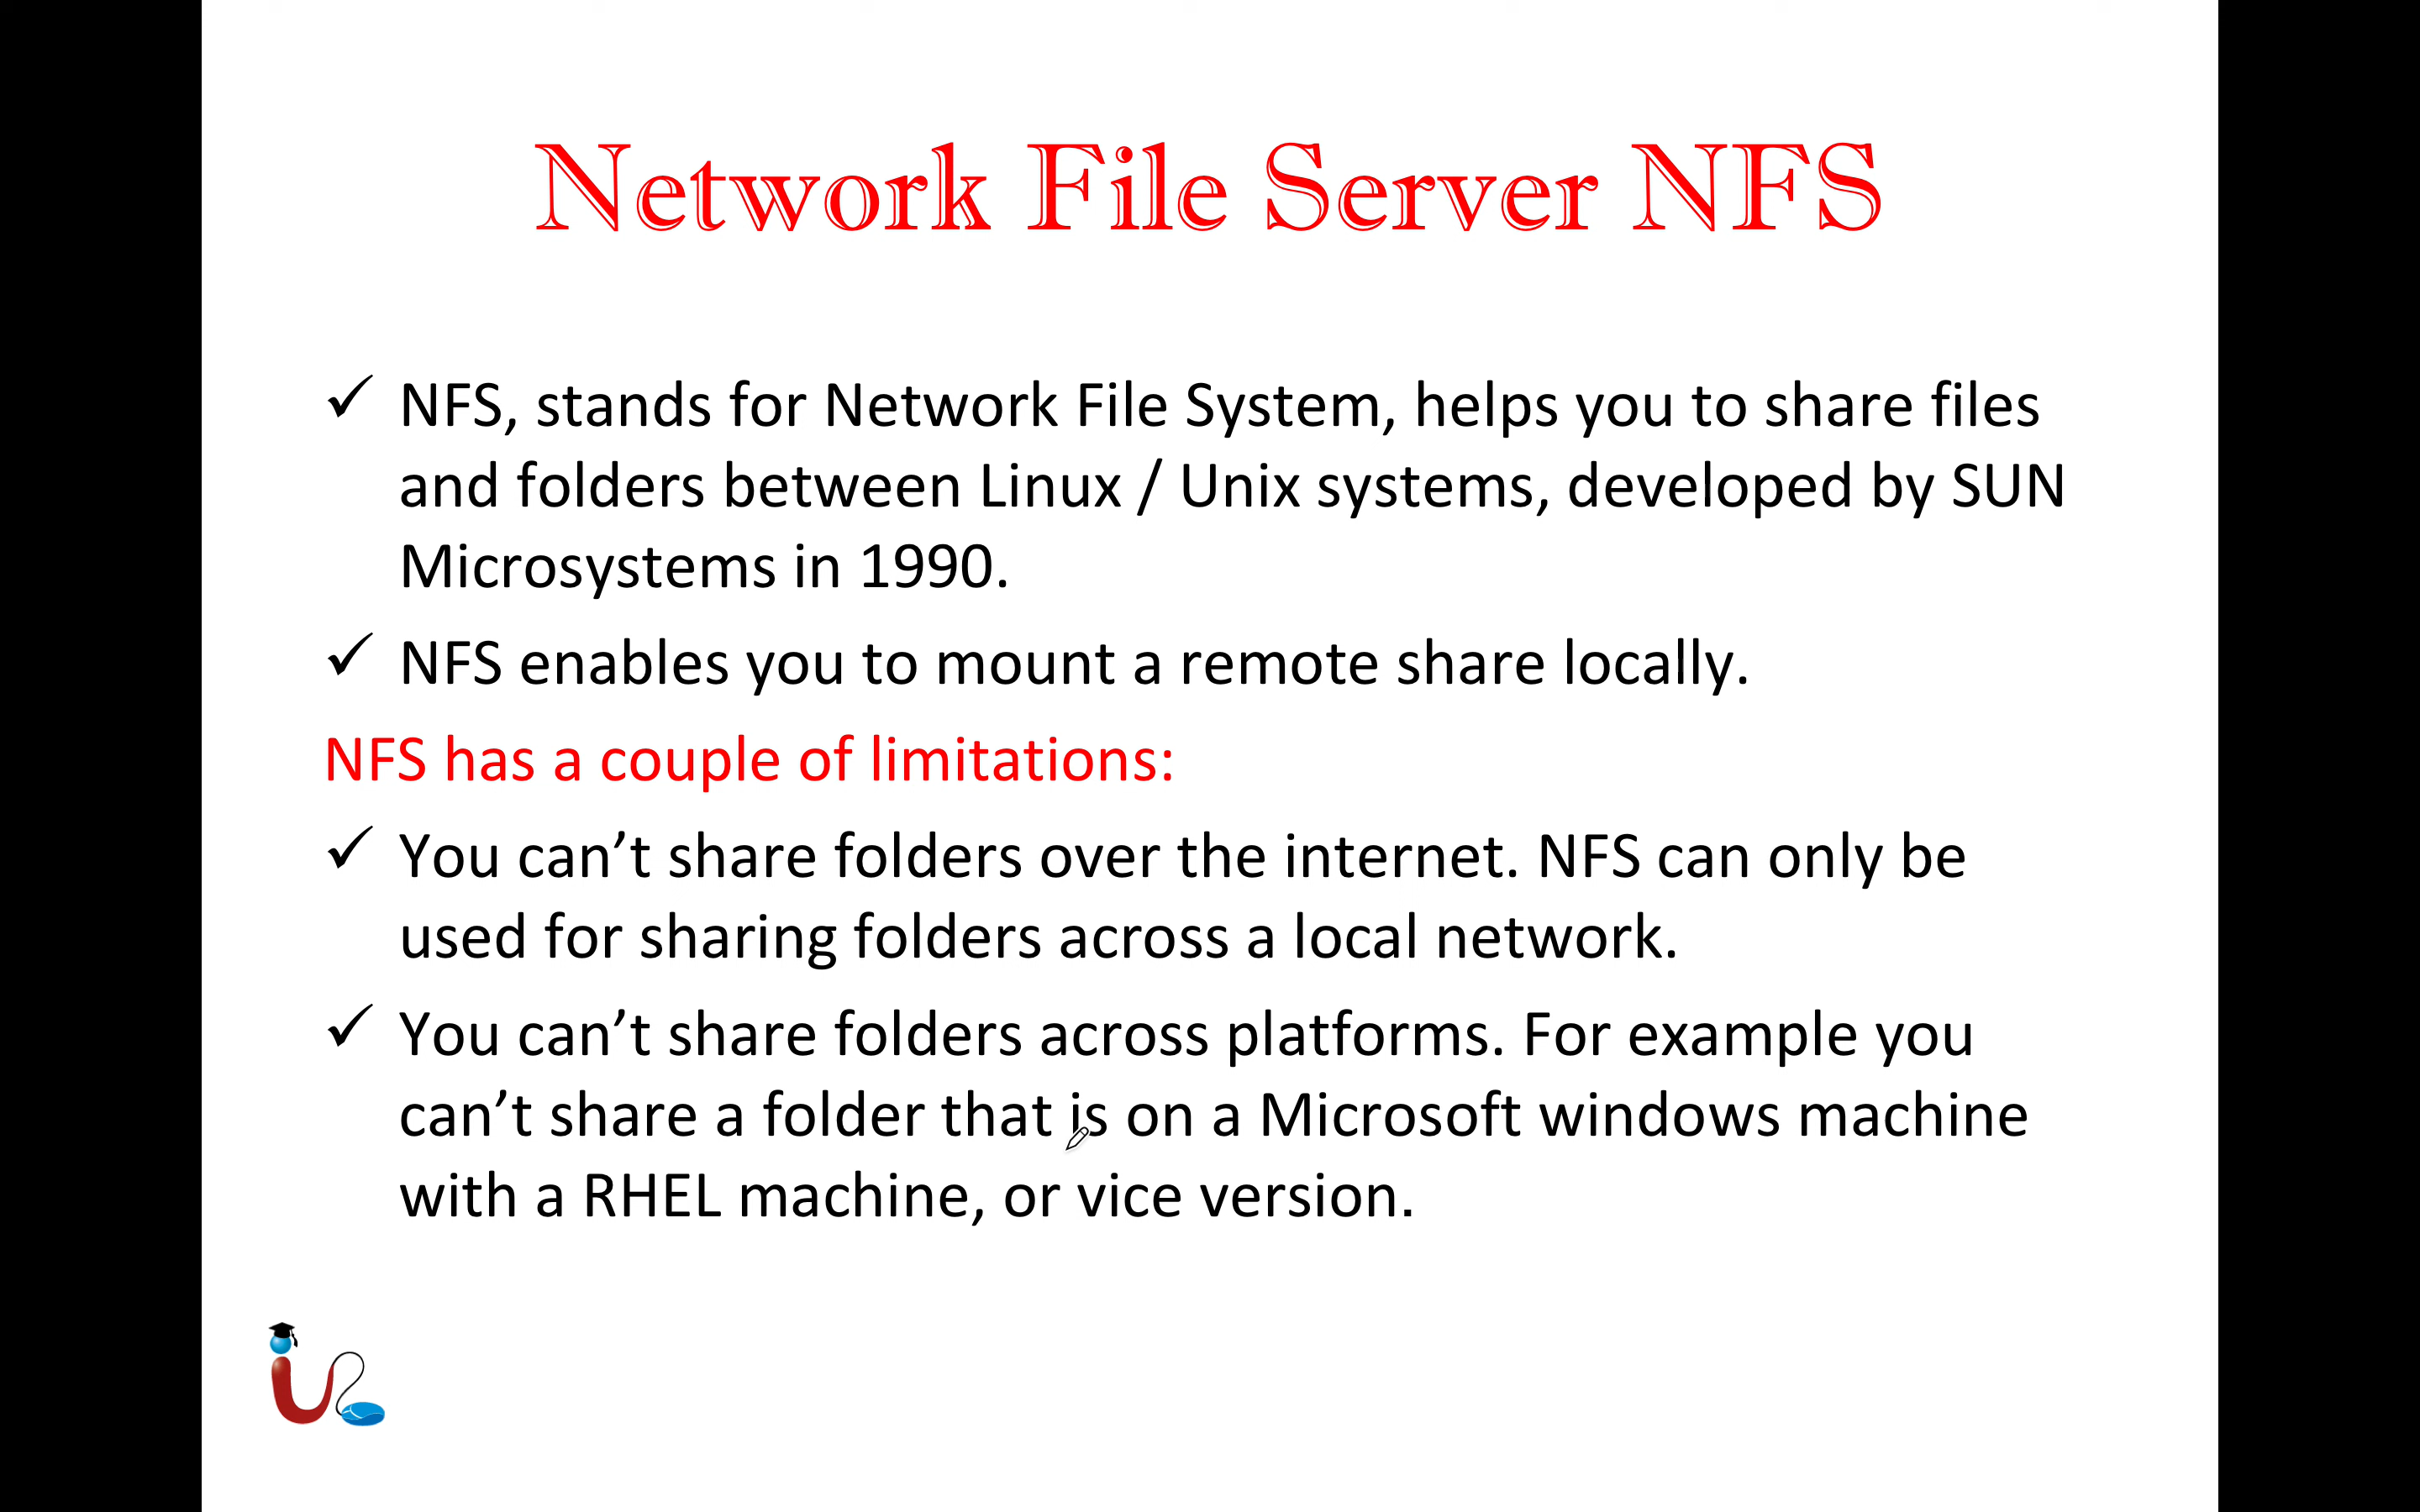 Network File Server NFS
NFS, stands for Network File System, helps you to share files
and folders between Linux / Unix systems, developed by SUN
Microsystems in 1990.
NFS enables you to mount a remote share locally.
NFS has a couple of limitations:
You can’t share folders over the internet. NFS can only be
used for sharing folders across a local network.
You can’t share folders across platforms. For example you
can’t share a folder that is on a Microsoft windows machine
with a RHEL machine, or vice version.